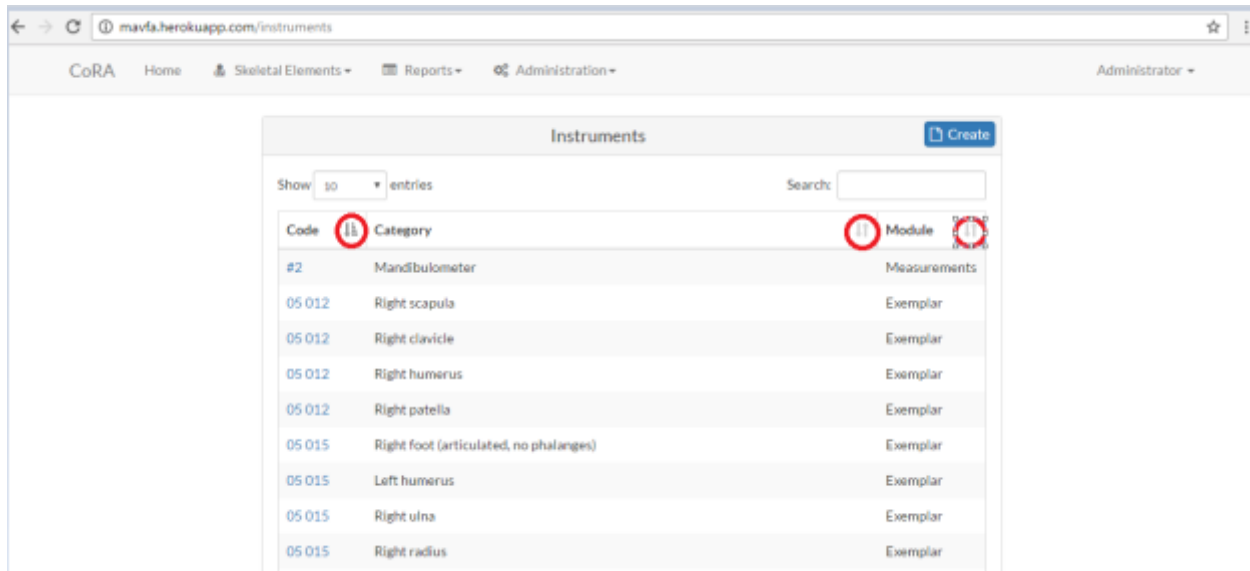 mavfa.herokuapp.com/instruments
CoRA Home Skeletal Elements Reports Administration Administrator
Instruments Create
Show 10 entries Search:
Code Category Module
#2 Mandibulometer Measurements
05 012 Right scapula Exemplar
05 012 Right clavicle Exemplar
05 012 Right humerus Exemplar
05 012 Right patella Exemplar
05 015 Right foot (articulated, no phalanges) Exemplar
05 015 Left humerus Exemplar
05 015 Right ulna Exemplar
05 015 Right radius Exemplar